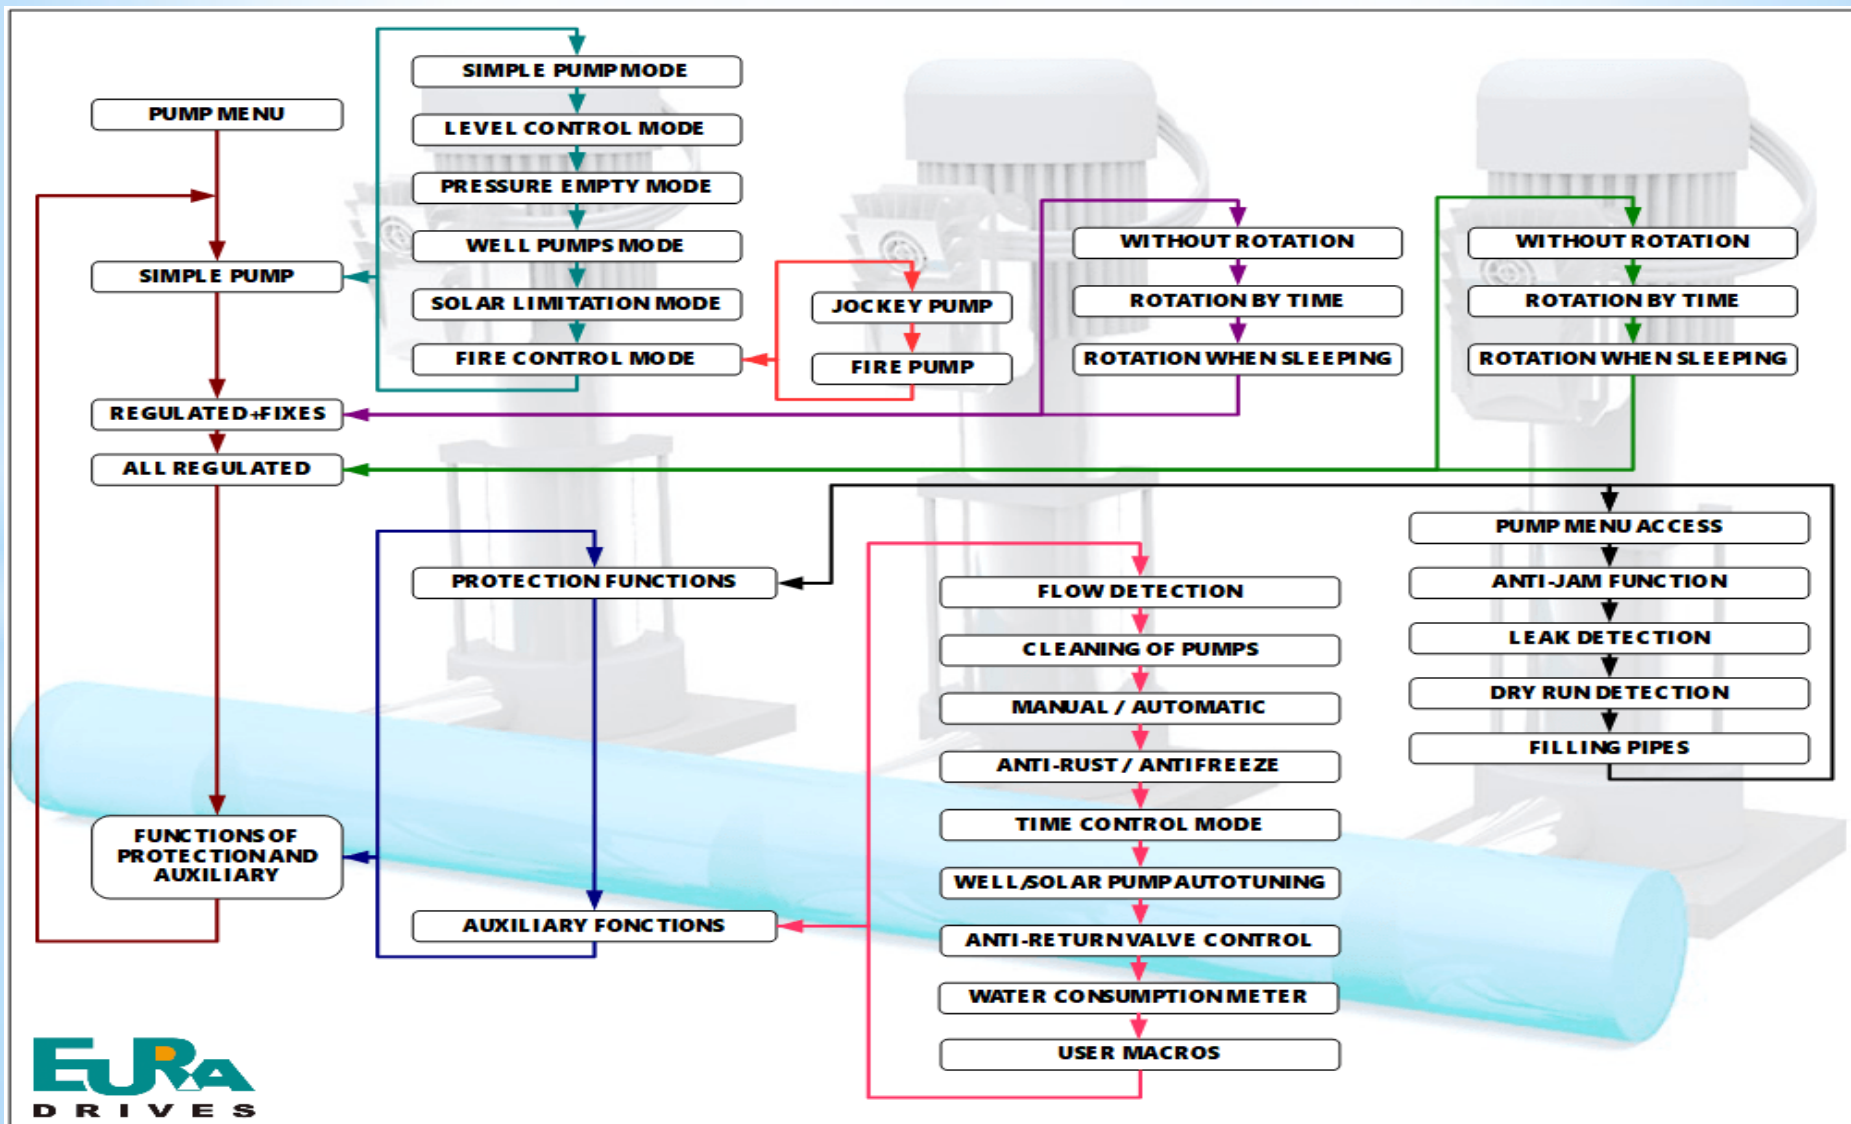 PUMP MENU
SIMPLE PUMP
REGULATED+FIXES
ALL REGULATED
FUNCTIONS OF
PROTECTION AND
AUXILIARY
SIMPLE PUMP MODE
LEVEL CONTROL MODE
PRESSURE EMPTY MODE
WELL PUMPS MODE
SOLAR LIMITATION MODE
FIRE CONTROL MODE
JOCKEY PUMP
FIRE PUMP
WITHOUT ROTATION
ROTATION BY TIME
ROTATION WHEN SLEEPING
WITHOUT ROTATION
ROTATION BY TIME
ROTATION WHEN SLEEPING
PROTECTION FUNCTIONS
AUXILIARY FONCTIONS
FLOW DETECTION
CLEANING OF PUMPS
MANUAL / AUTOMATIC
ANTI-RUST / ANTIFREEZE
TIME CONTROL MODE
WELL/SOLAR PUMP AUTOTUNING
ANTI-RETURN VALVE CONTROL
WATER CONSUMPTION METER
USER MACROS
PUMP MENU ACCESS
ANTI-JAM FUNCTION
LEAK DETECTION
DRY RUN DETECTION
FILLING PIPES
EURA
DRIVES